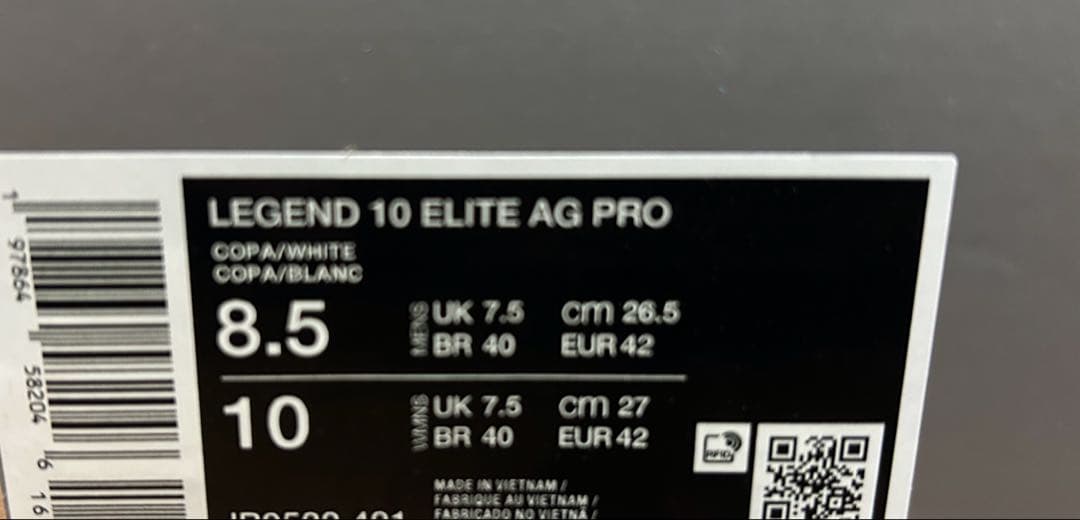 LEGEND 10 ELITE AG PRO
COPA/WHITE
COPA/BLANC
8.5 MENS UK 7.5 cm 26.5
BR 40 EUR 42
10 WMNS UK 7.5 cm 27
BR 40 EUR 42
RFID
MADE IN VIETNAM /
FABRIQUE AU VIETNAM /
FABRICADO NO VIETNÃ /
1 97864 58204 6 16